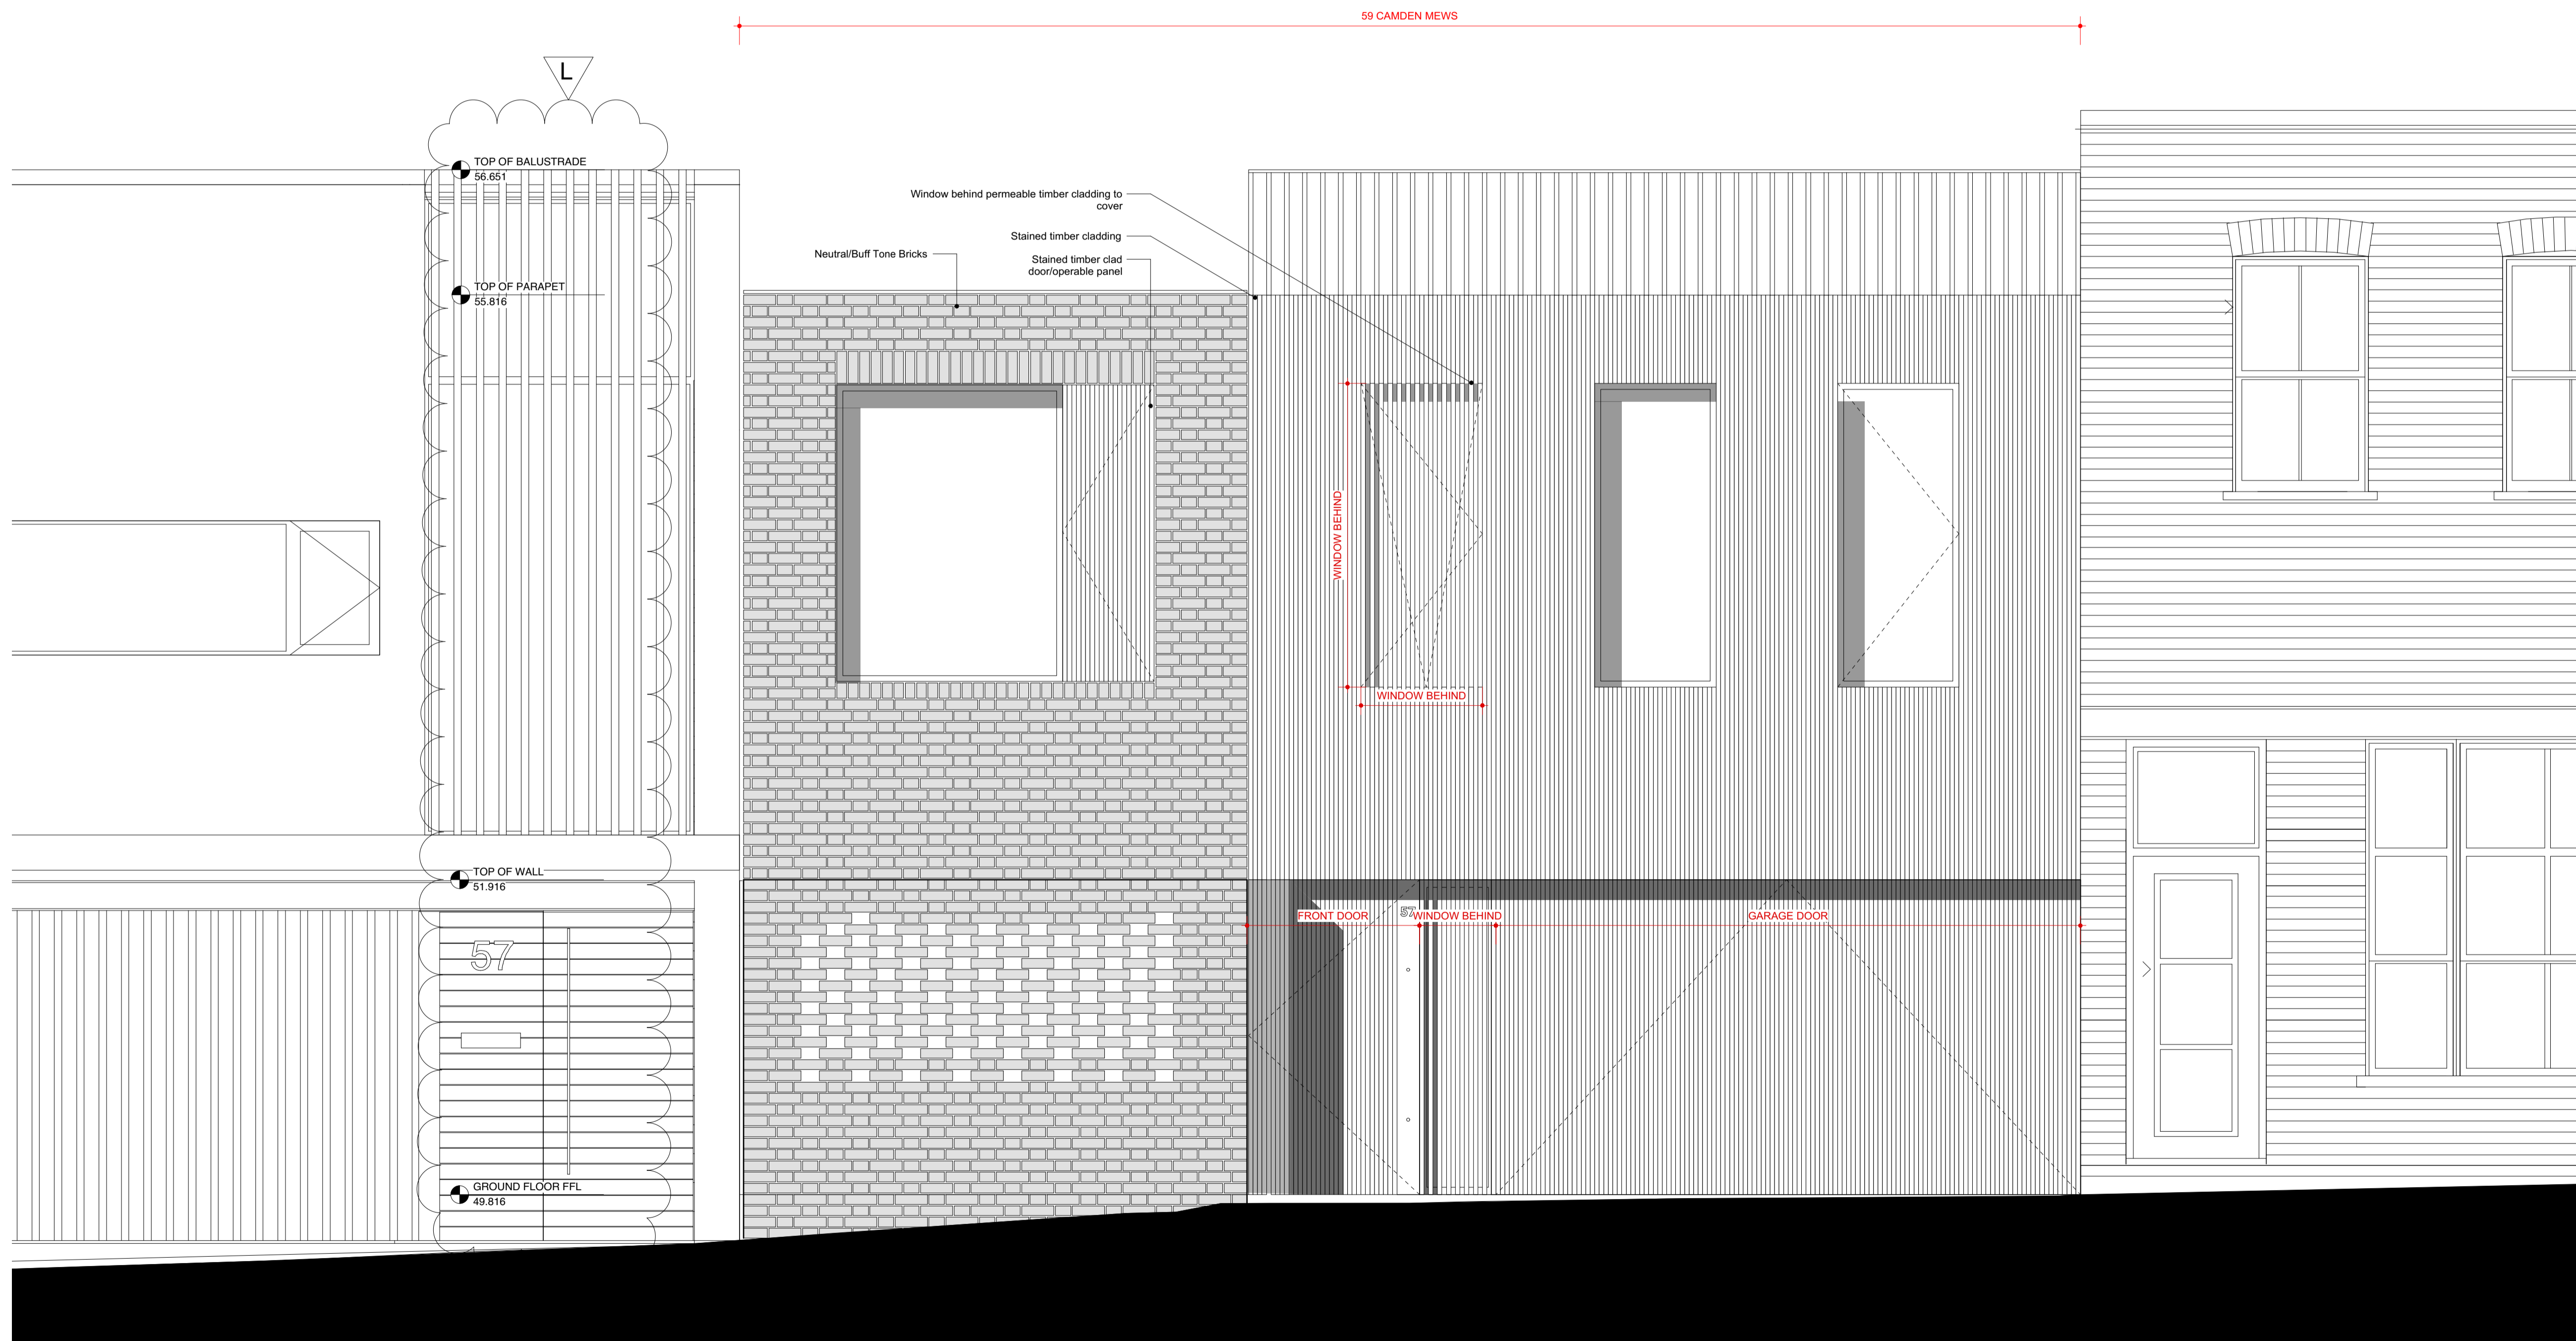 59 CAMDEN MEWS
L
TOP OF BALUSTRADE
56.651
Window behind permeable timber cladding to
cover
Stained timber cladding
Neutral/Buff Tone Bricks
Stained timber clad
door/operable panel
TOP OF PARAPET
55.816
WINDOW BEHIND
WINDOW BEHIND
TOP OF WALL
51.916
FRONT DOOR
57
WINDOW BEHIND
GARAGE DOOR
57
GROUND FLOOR FFL
49.816